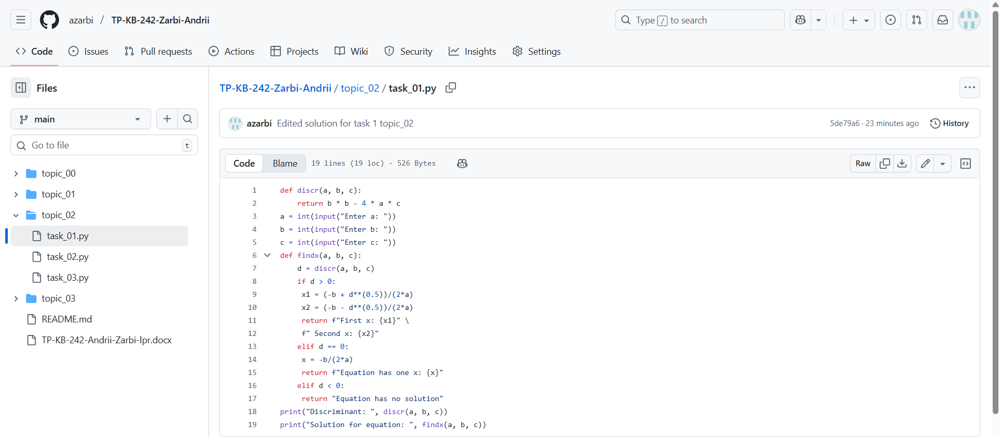 azarbi / TP-KB-242-Zarbi-Andrii
Type / to search
Code Issues Pull requests Actions Projects Wiki Security Insights Settings
Files
main
Go to file t
topic_00
topic_01
topic_02
task_01.py
task_02.py
task_03.py
topic_03
README.md
TP-KB-242-Andrii-Zarbi-lpr.docx
TP-KB-242-Zarbi-Andrii / topic_02 / task_01.py
azarbi Edited solution for task 1 topic_02
5de79a6 · 23 minutes ago History
Code Blame 19 lines (19 loc) · 526 Bytes
Raw
1 def discr(a, b, c):
2     return b * b - 4 * a * c
3 a = int(input("Enter a: "))
4 b = int(input("Enter b: "))
5 c = int(input("Enter c: "))
6 def findx(a, b, c):
7     d = discr(a, b, c)
8     if d > 0:
9      x1 = (-b + d**(0.5))/(2*a)
10      x2 = (-b - d**(0.5))/(2*a)
11      return f"First x: {x1}" \
12      f" Second x: {x2}"
13     elif d == 0:
14      x = -b/(2*a)
15      return f"Equation has one x: {x}"
16     elif d < 0:
17      return "Equation has no solution"
18 print("Discriminant: ", discr(a, b, c))
19 print("Solution for equation: ", findx(a, b, c))